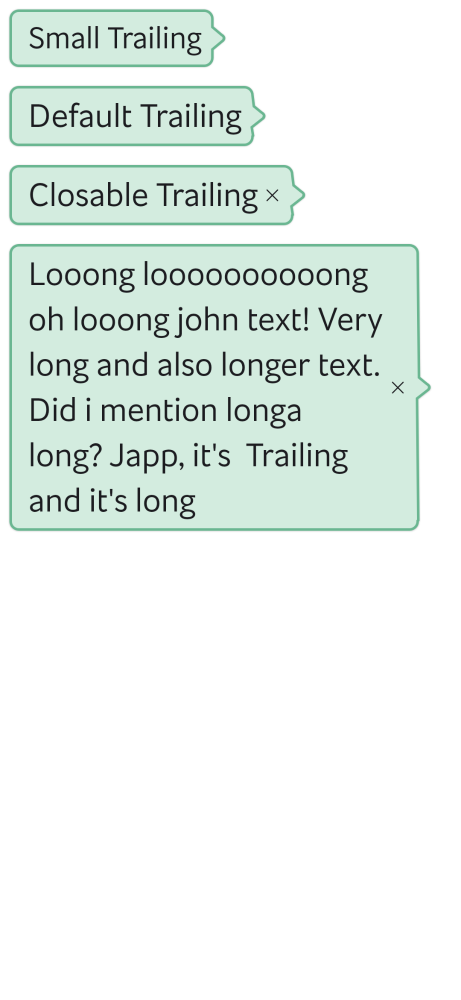 Small Trailing
Default Trailing
Closable Trailing ×
Looong looooooooooong
oh looong john text! Very
long and also longer text.
Did i mention longa
long? Japp, it's  Trailing
and it's long
×